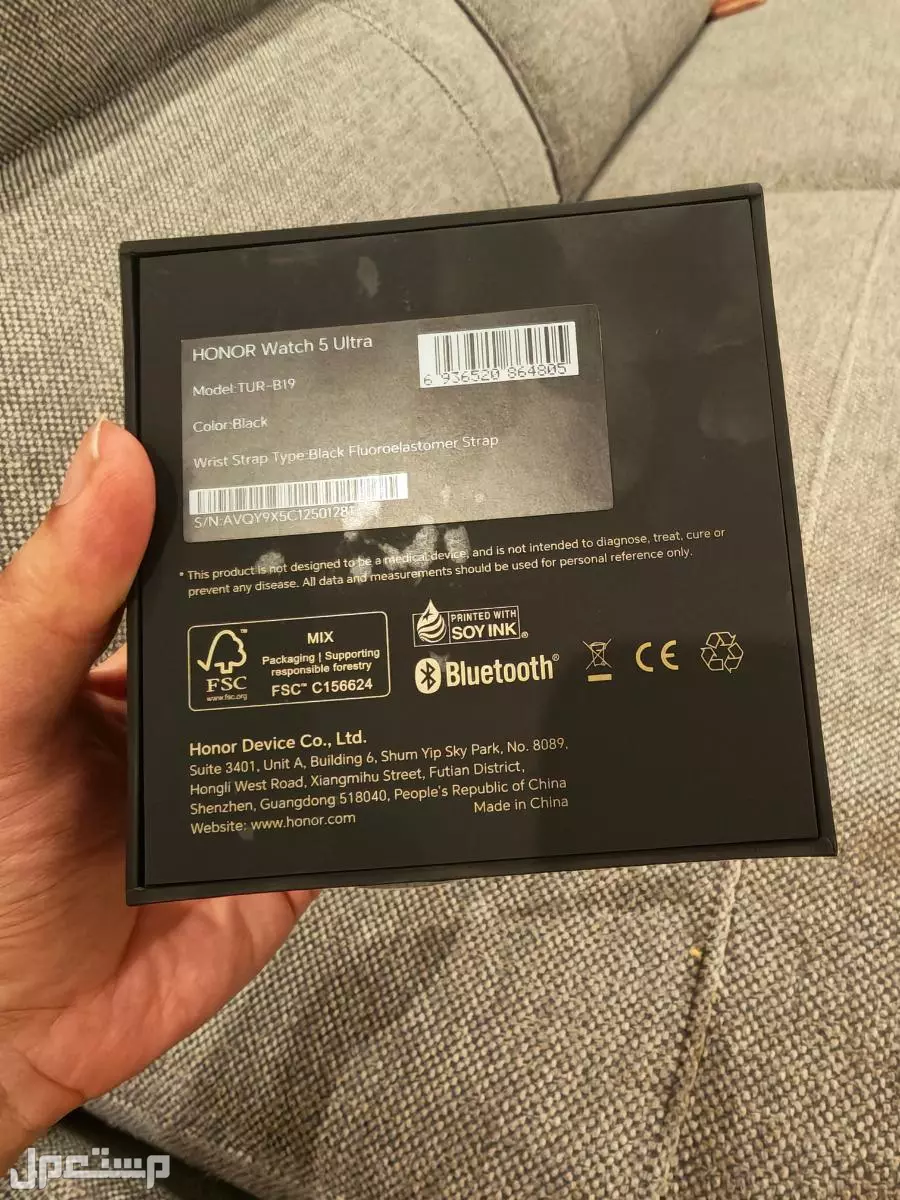 HONOR Watch 5 Ultra
6 936520 864805
Model:TUR-B19
Color:Black
Wrist Strap Type:Black Fluoroelastomer Strap
S/N:AVQY9X5C1250128
* This product is not designed to be a medical device, and is not intended to diagnose, treat, cure or
prevent any disease. All data and measurements should be used for personal reference only.
FSC™
www.fsc.org
MIX
Packaging | Supporting
responsible forestry
FSC™ C156624
PRINTED WITH
SOY INK®
Bluetooth®
CE
Honor Device Co., Ltd.
Suite 3401, Unit A, Building 6, Shum Yip Sky Park, No. 8089,
Hongli West Road, Xiangmihu Street, Futian District,
Shenzhen, Guangdong 518040, People's Republic of China
Website: www.honor.com
Made in China
مستعمل